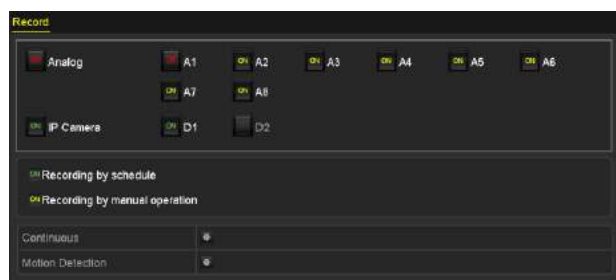 Record
Analog A1 ON A2 ON A3 ON A4 ON A5 ON A6
ON A7 ON A8
ON IP Camera ON D1 D2
ON Recording by schedule
ON Recording by manual operation
Continuous
Motion Detection